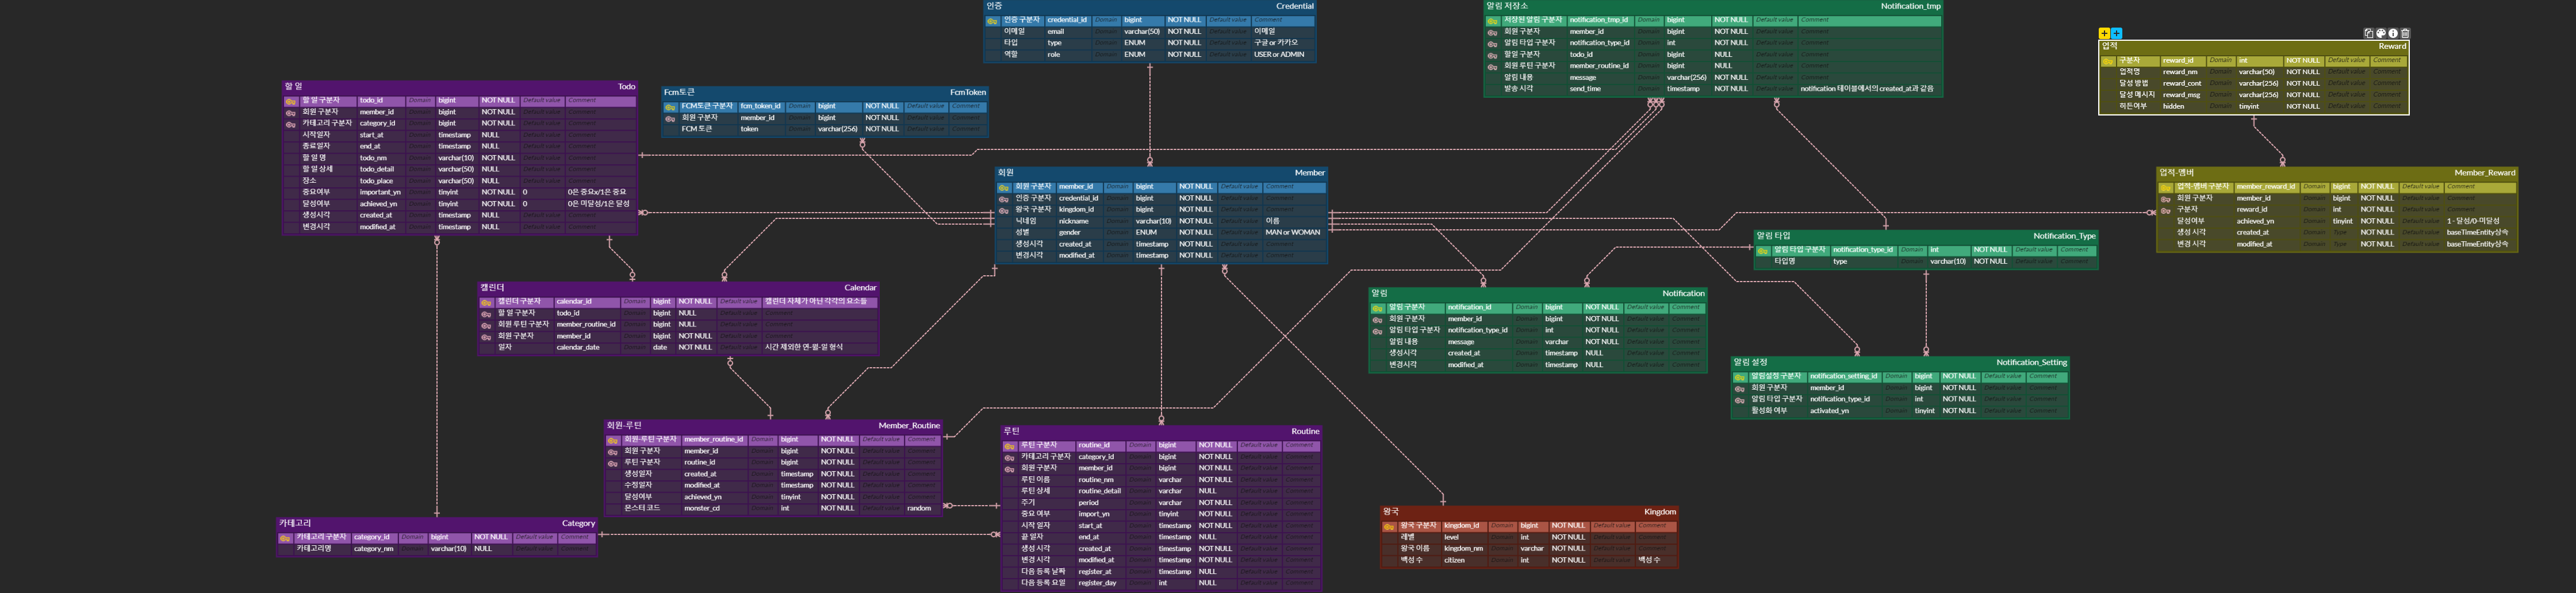 인증 Credential
인증 구분자 credential_id Domain bigint NOT NULL Default value Comment
이메일 email Domain varchar(50) NOT NULL Default value 이메일
타입 type Domain ENUM NOT NULL Default value 구글 or 카카오
역할 role Domain ENUM NOT NULL Default value USER or ADMIN
알림 저장소 Notification_tmp
저장된 알림 구분자 notification_tmp_id Domain bigint NOT NULL Default value Comment
회원 구분자 member_id Domain bigint NOT NULL Default value Comment
알림 타입 구분자 notification_type_id Domain int NOT NULL Default value Comment
할일 구분자 todo_id Domain bigint NULL Default value Comment
회원 루틴 구분자 member_routine_id Domain bigint NULL Default value Comment
알림 내용 message Domain varchar(256) NOT NULL Default value Comment
발송 시각 send_time Domain timestamp NOT NULL Default value notification 테이블에서의 created_at과 같음
업적 Reward
구분자 reward_id Domain int NOT NULL Default value Comment
업적명 reward_nm Domain varchar(50) NOT NULL Default value Comment
달성 방법 reward_cont Domain varchar(256) NOT NULL Default value Comment
달성 메시지 reward_msg Domain varchar(256) NOT NULL Default value Comment
히든여부 hidden Domain tinyint NOT NULL Default value Comment
할 일 Todo
할 일 구분자 todo_id Domain bigint NOT NULL Default value Comment
회원 구분자 member_id Domain bigint NOT NULL Default value Comment
카테고리 구분자 category_id Domain bigint NOT NULL Default value Comment
시작일자 start_at Domain timestamp NULL Default value Comment
종료일자 end_at Domain timestamp NULL Default value Comment
할 일 명 todo_nm Domain varchar(10) NOT NULL Default value Comment
할 일 상세 todo_detail Domain varchar(50) NULL Default value Comment
장소 todo_place Domain varchar(50) NULL Default value Comment
중요여부 important_yn Domain tinyint NOT NULL 0 0은 중요x/1은 중요
달성여부 achieved_yn Domain tinyint NOT NULL 0 0은 미달성/1은 달성
생성시각 created_at Domain timestamp NULL Default value Comment
변경시각 modified_at Domain timestamp NULL Default value Comment
Fcm토큰 FcmToken
FCM토큰 구분자 fcm_token_id Domain bigint NOT NULL Default value Comment
회원 구분자 member_id Domain bigint NOT NULL Default value Comment
FCM 토큰 token Domain varchar(256) NOT NULL Default value Comment
회원 Member
회원 구분자 member_id Domain bigint NOT NULL Default value Comment
인증 구분자 credential_id Domain bigint NOT NULL Default value Comment
왕국 구분자 kingdom_id Domain bigint NOT NULL Default value Comment
닉네임 nickname Domain varchar(10) NOT NULL Default value 이름
성별 gender Domain ENUM NOT NULL Default value MAN or WOMAN
생성시각 created_at Domain timestamp NOT NULL Default value Comment
변경시각 modified_at Domain timestamp NOT NULL Default value Comment
업적-멤버 Member_Reward
업적-멤버 구분자 member_reward_id Domain bigint NOT NULL Default value Comment
회원 구분자 member_id Domain bigint NOT NULL Default value Comment
구분자 reward_id Domain int NOT NULL Default value Comment
달성여부 achieved_yn Domain tinyint NOT NULL Default value 1 - 달성/0-미달성
생성 시각 created_at Domain Type NOT NULL Default value baseTimeEntity상속
변경 시각 modified_at Domain Type NOT NULL Default value baseTimeEntity상속
알림 타입 Notification_Type
알림 타입 구분자 notification_type_id Domain int NOT NULL Default value Comment
타입명 type Domain varchar(10) NOT NULL Default value Comment
캘린더 Calendar
캘린더 구분자 calendar_id Domain bigint NOT NULL Default value 캘린더 자체가 아닌 각각의 요소들
할 일 구분자 todo_id Domain bigint NULL Default value Comment
회원 루틴 구분자 member_routine_id Domain bigint NULL Default value Comment
회원 구분자 member_id Domain bigint NOT NULL Default value Comment
일자 calendar_date Domain date NOT NULL Default value 시간 제외한 연-월-일 형식
알림 Notification
알림 구분자 notification_id Domain bigint NOT NULL Default value Comment
회원 구분자 member_id Domain bigint NOT NULL Default value Comment
알림 타입 구분자 notification_type_id Domain int NOT NULL Default value Comment
알림 내용 message Domain varchar NOT NULL Default value Comment
생성시각 created_at Domain timestamp NULL Default value Comment
변경시각 modified_at Domain timestamp NULL Default value Comment
알림 설정 Notification_Setting
알림설정 구분자 notification_setting_id Domain bigint NOT NULL Default value Comment
회원 구분자 member_id Domain bigint NOT NULL Default value Comment
알림 타입 구분자 notification_type_id Domain int NOT NULL Default value Comment
활성화 여부 activated_yn Domain tinyint NOT NULL Default value Comment
회원-루틴 Member_Routine
회원-루틴 구분자 member_routine_id Domain bigint NOT NULL Default value Comment
회원 구분자 member_id Domain bigint NOT NULL Default value Comment
루틴 구분자 routine_id Domain bigint NOT NULL Default value Comment
생성일자 created_at Domain timestamp NOT NULL Default value Comment
수정일자 modified_at Domain timestamp NOT NULL Default value Comment
달성여부 achieved_yn Domain tinyint NOT NULL Default value Comment
몬스터 코드 monster_cd Domain int NOT NULL Default value random
루틴 Routine
루틴 구분자 routine_id Domain bigint NOT NULL Default value Comment
카테고리 구분자 category_id Domain bigint NOT NULL Default value Comment
회원 구분자 member_id Domain bigint NOT NULL Default value Comment
루틴 이름 routine_nm Domain varchar NOT NULL Default value Comment
루틴 상세 routine_detail Domain varchar NULL Default value Comment
주기 period Domain varchar NOT NULL Default value Comment
중요 여부 import_yn Domain tinyint NOT NULL Default value Comment
시작 일자 start_at Domain timestamp NOT NULL Default value Comment
끝 일자 end_at Domain timestamp NULL Default value Comment
생성 시각 created_at Domain timestamp NOT NULL Default value Comment
변경 시각 modified_at Domain timestamp NOT NULL Default value Comment
다음 등록 날짜 register_at Domain timestamp NULL Default value Comment
다음 등록 요일 register_day Domain int NULL Default value Comment
왕국 Kingdom
왕국 구분자 kingdom_id Domain bigint NOT NULL Default value Comment
레벨 level Domain int NOT NULL Default value Comment
왕국 이름 kingdom_nm Domain varchar NOT NULL Default value Comment
백성 수 citizen Domain int NOT NULL Default value 백성 수
카테고리 Category
카테고리 구분자 category_id Domain bigint NOT NULL Default value Comment
카테고리명 category_nm Domain varchar(10) NULL Default value Comment